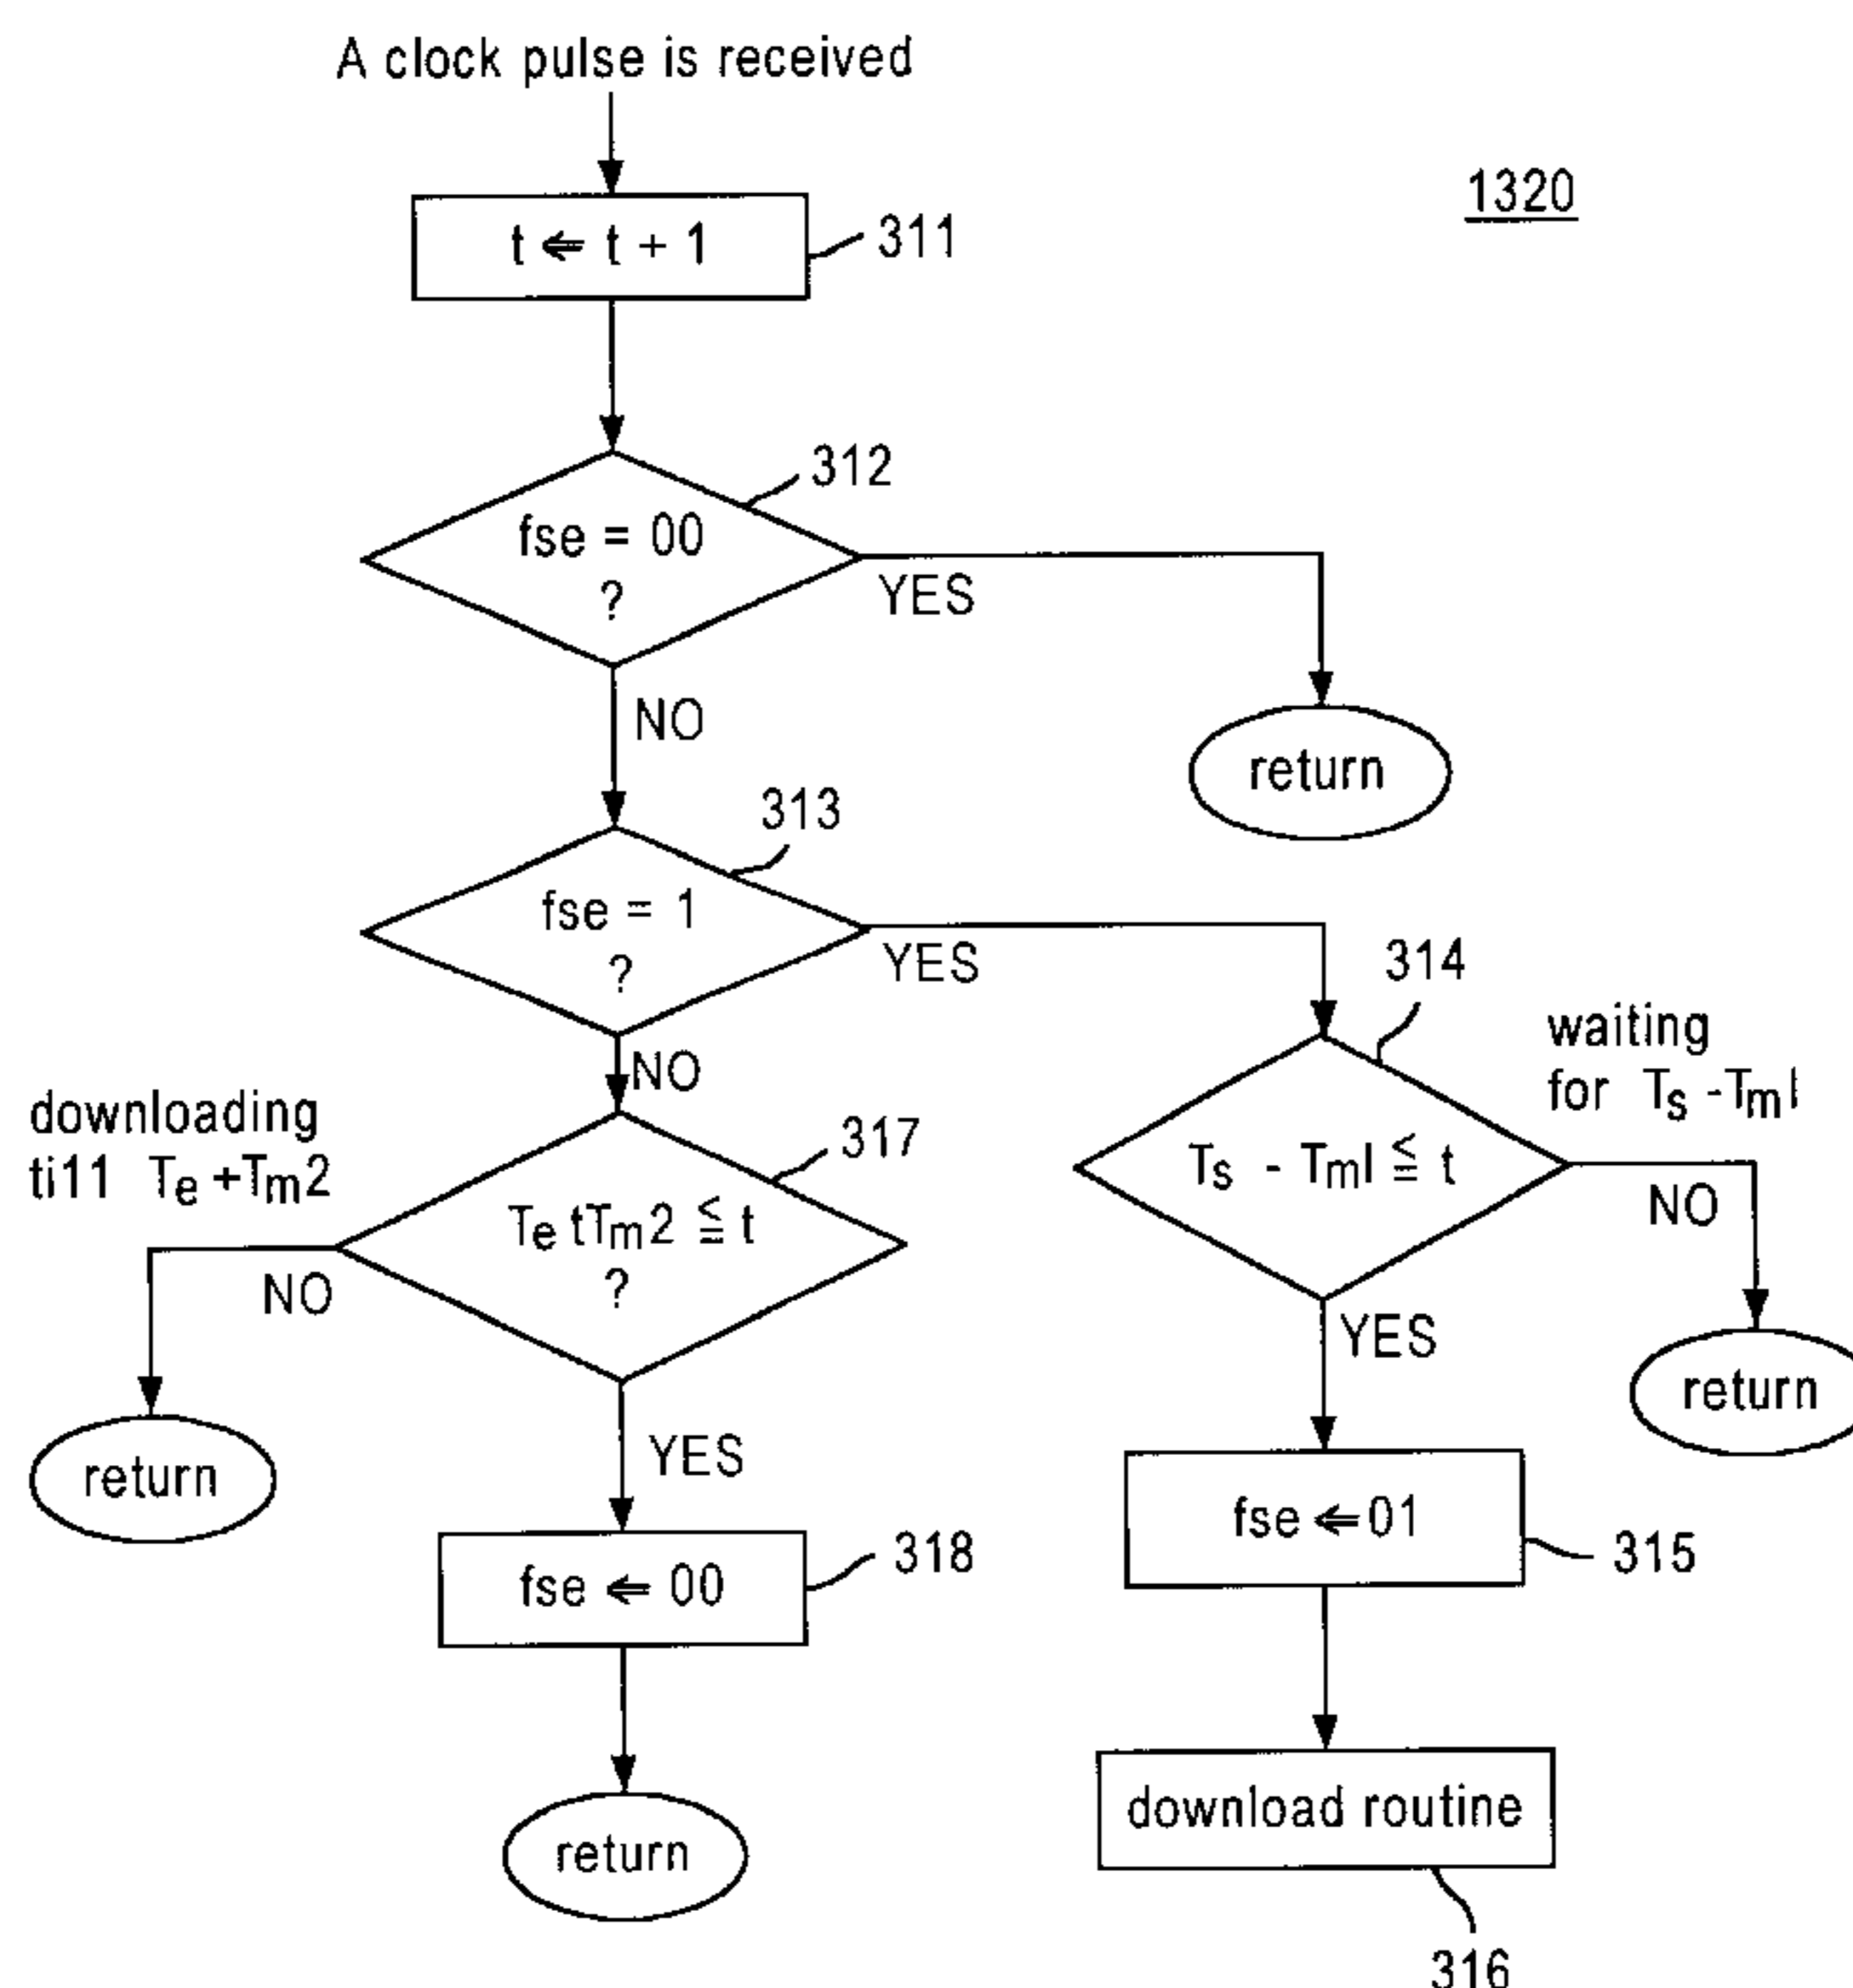 A clock pulse is received
1320
t ⇐ t + 1
311
312
fse = 00
?
YES
NO
return
313
fse = 1
?
YES
NO
314
waiting
for Ts -Tml
Ts - Tml ≦ t
NO
YES
return
downloading
ti11 Te +Tm2
317
Te tTm2 ≦ t
?
NO
YES
return
fse ⇐ 01
315
fse ⇐ 00
318
return
download routine
316